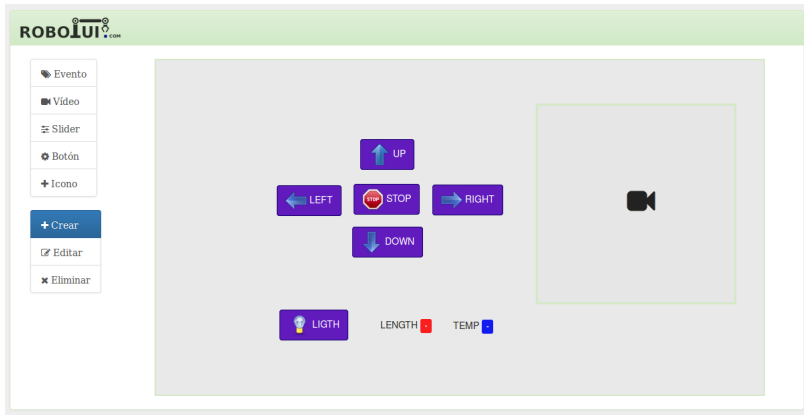 ROBOTUI.COM
Evento
Vídeo
Slider
Botón
Icono
Crear
Editar
Eliminar
UP
LEFT
STOP
STOP
RIGHT
DOWN
LIGTH
LENGTH -
TEMP -